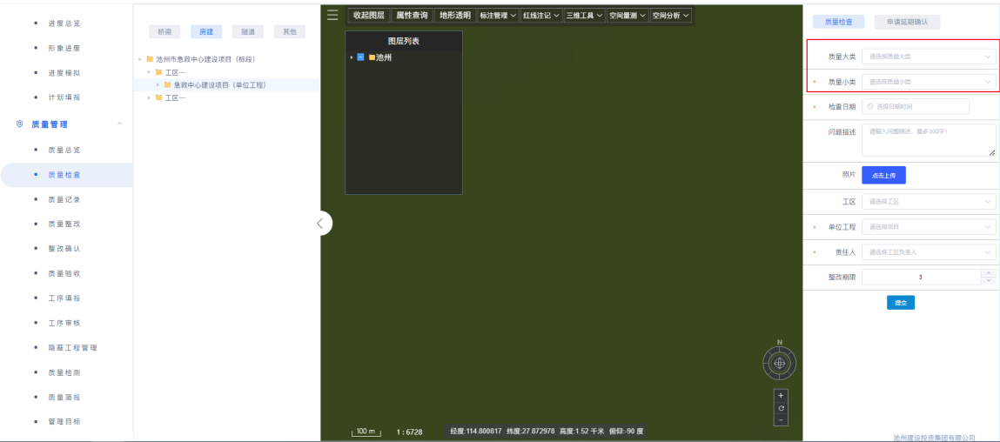 进度总览
形象进度
进度模拟
计划填报
质量管理
质量总览
质量检查
质量记录
质量整改
整改确认
质量验收
工序填报
工序审核
隐蔽工程管理
质量检测
质量简报
管理目标
桥梁 房建 隧道 其他
池州市急救中心建设项目（标段）
工区一
急救中心建设项目（单位工程）
工区一
收起图层 属性查询 地形透明 标注管理 红线注记 三维工具 空间量测 空间分析
图层列表
池州
N
+
-
100 m 1 : 6728 经度:114.800817 纬度:27.872978 高度:1.52 千米 俯仰:-90 度
质量检查 申请延期确认
质量大类 请选择质量大类
* 质量小类 请选择质量小类
* 检查日期 选择日期时间
问题描述 请输入问题描述，最多300字!
照片 点击上传
工区 请选择工区
* 单位工程 请选择项目
* 责任人 请选择工区负责人
整改期限 3
提交
池州建设投资集团有限公司